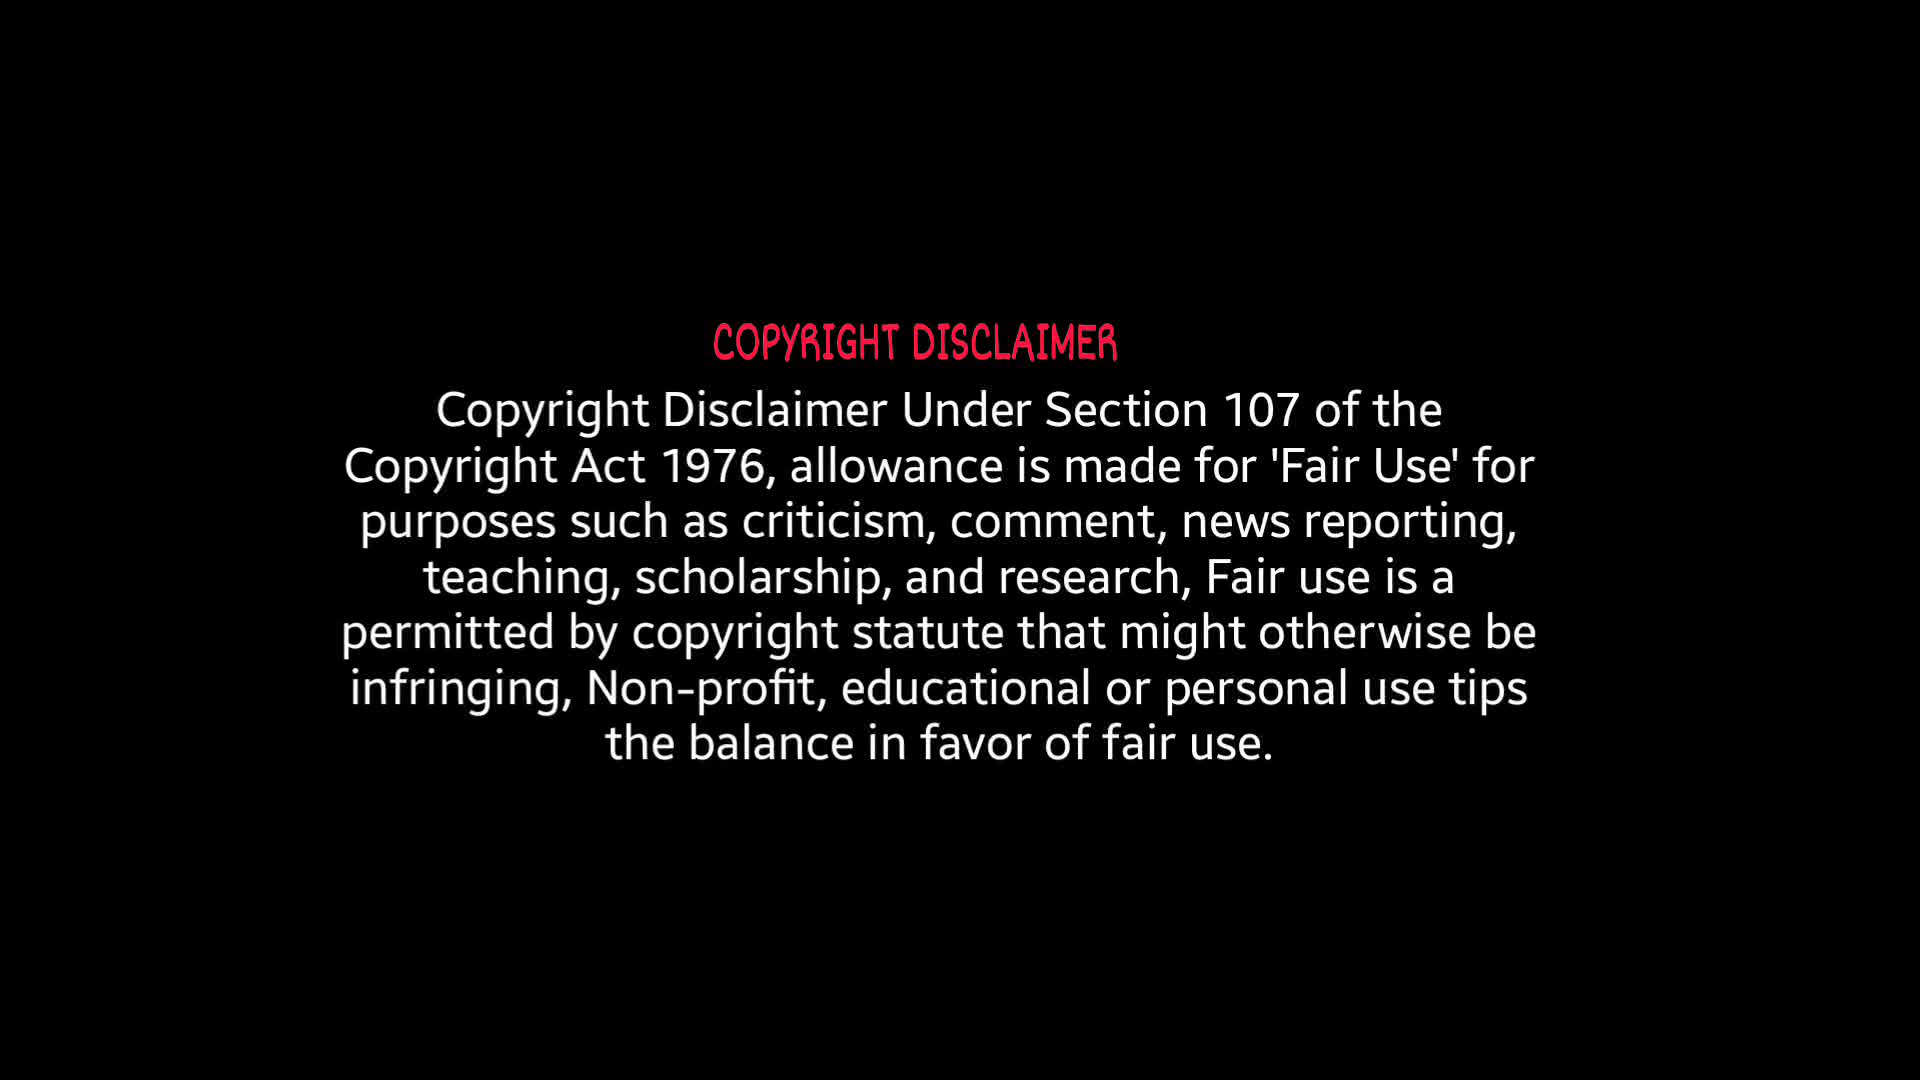 COPYRIGHT DISCLAIMER
Copyright Disclaimer Under Section 107 of the
Copyright Act 1976, allowance is made for 'Fair Use' for
purposes such as criticism, comment, news reporting,
teaching, scholarship, and research, Fair use is a
permitted by copyright statute that might otherwise be
infringing, Non-profit, educational or personal use tips
the balance in favor of fair use.